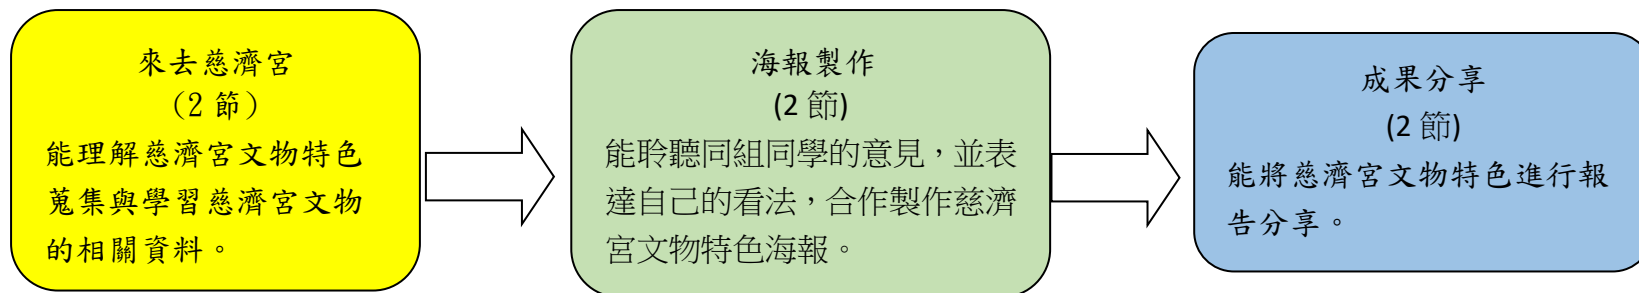 來去慈濟宮
（2 節）
能理解慈濟宮文物特色
蒐集與學習慈濟宮文物
的相關資料。
海報製作
(2 節)
能聆聽同組同學的意見，並表
達自己的看法，合作製作慈濟
宮文物特色海報。
成果分享
(2 節)
能將慈濟宮文物特色進行報
告分享。